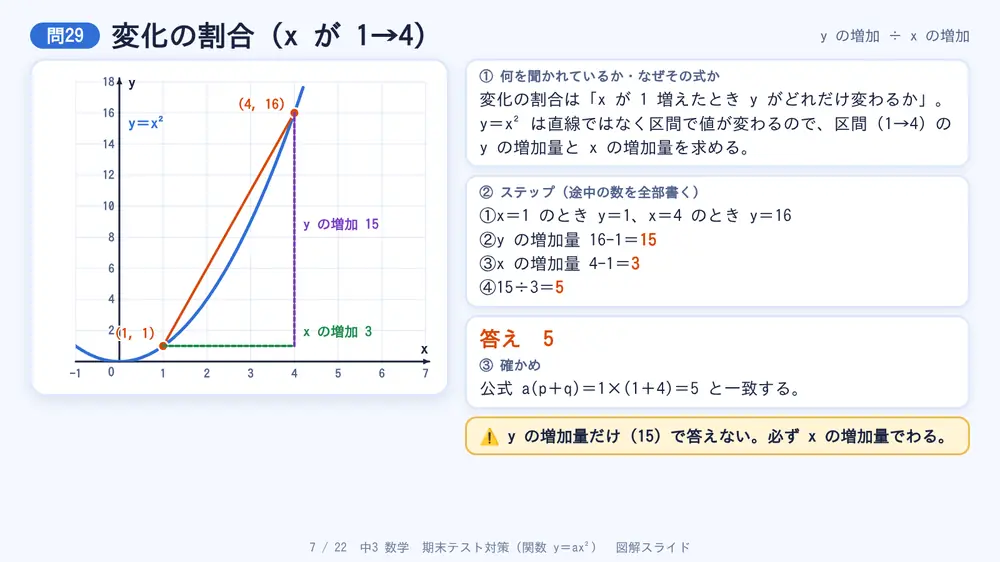 問29 変化の割合（x が 1→4）
y の増加 ÷ x の増加
18 y
(4, 16)
16
y＝x²
14
12
10
y の増加 15
8
6
4
2
(1, 1)
x の増加 3
x
-1 0 1 2 3 4 5 6 7
① 何を聞かれているか・なぜその式か
変化の割合は「x が 1 増えたとき y がどれだけ変わるか」。
y＝x² は直線ではなく区間で値が変わるので、区間（1→4）の
y の増加量と x の増加量を求める。
② ステップ（途中の数を全部書く）
①x＝1 のとき y＝1、x＝4 のとき y＝16
②y の増加量 16-1＝15
③x の増加量 4-1＝3
④15÷3＝5
答え 5
③ 確かめ
公式 a(p＋q)＝1×(1＋4)＝5 と一致する。
⚠️ y の増加量だけ（15）で答えない。必ず x の増加量でわる。
7 / 22 中3 数学 期末テスト対策（関数 y＝ax²） 図解スライド